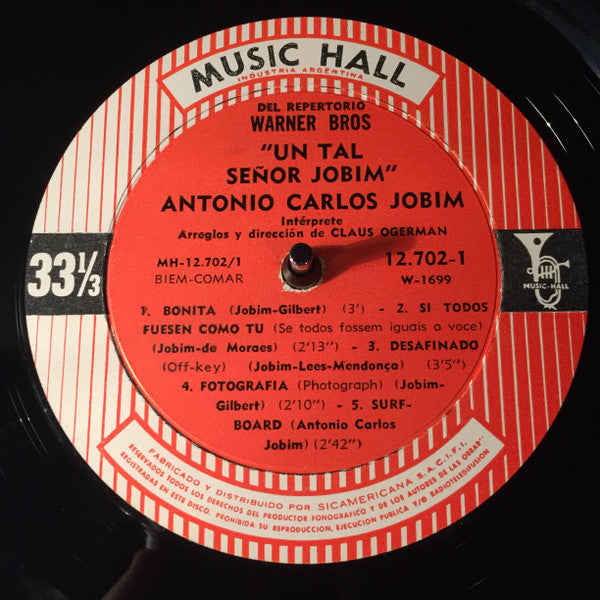 MUSIC HALL
INDUSTRIA ARGENTINA
DEL REPERTORIO
WARNER BROS
"UN TAL
SEÑOR JOBIM"
ANTONIO CARLOS JOBIM
Intérprete
Arreglos y dirección de CLAUS OGERMAN
33⅓
MH-12.702/1
BIEM-COMAR
12.702-1
W-1699
MUSIC-HALL
1. BONITA (Jobim-Gilbert) (3') - 2. SI TODOS
FUESEN COMO TU (Se todos fossem iguais a voce)
(Jobim-de Moraes) (2'13") - 3. DESAFINADO
(Off-key) (Jobim-Lees-Mendonça) (3'5")
4. FOTOGRAFIA (Photograph) (Jobim-
Gilbert) (2'10") - 5. SURF-
BOARD (Antonio Carlos
Jobim) (2'42")
FABRICADO Y DISTRIBUIDO POR SICAMERICANA S.A.C.I.F.I.
RESERVADOS TODOS LOS DERECHOS DEL PRODUCTOR FONOGRAFICO Y DE LOS AUTORES DE LAS OBRAS
REGISTRADAS EN ESTE DISCO. PROHIBIDA SU REPRODUCCION, EJECUCION PUBLICA Y/O RADIOTELEDIFUSION